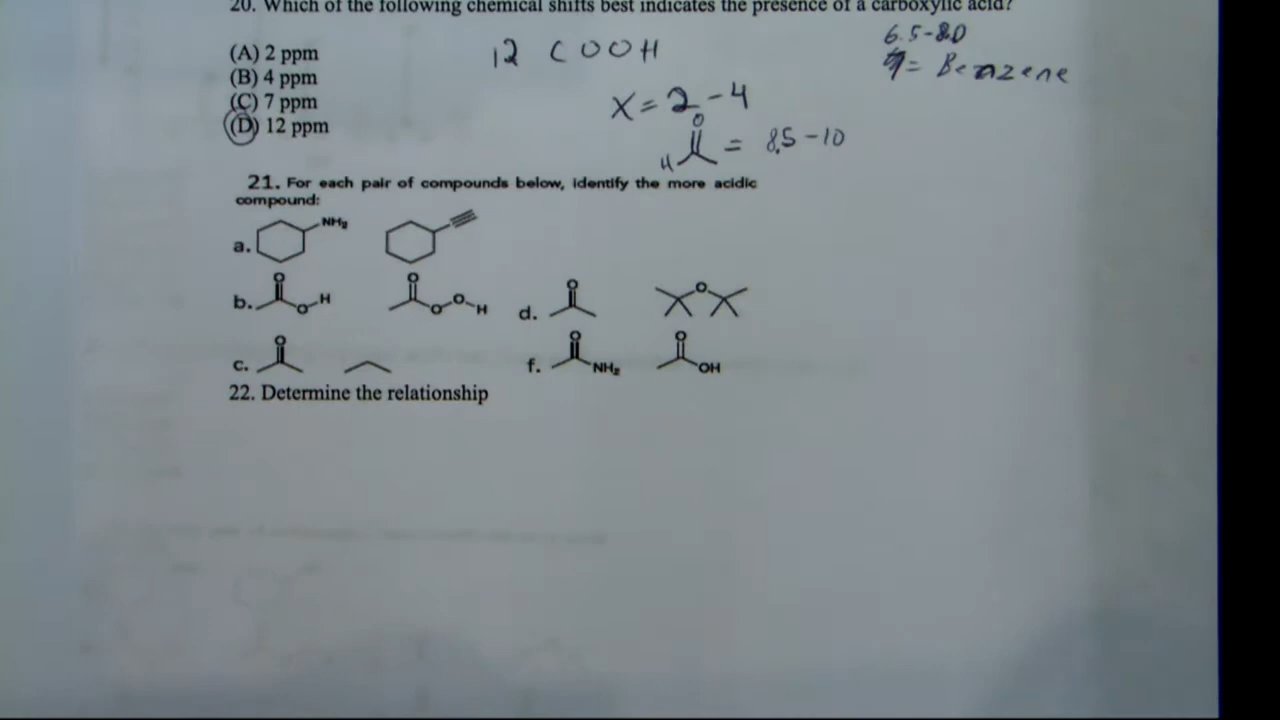 20. Which of the following chemical shifts best indicates the presence of a carboxylic acid?
(A) 2 ppm
(B) 4 ppm
(C) 7 ppm
(D) 12 ppm
12 COOH
X = 2 - 4
O
H = 8.5 - 10
6.5-8.0
= Benzene
21. For each pair of compounds below, identify the more acidic
compound:
a. NH₂
b. O O H O O O H
d. O O
c. O
f. O NH₂ O OH
22. Determine the relationship